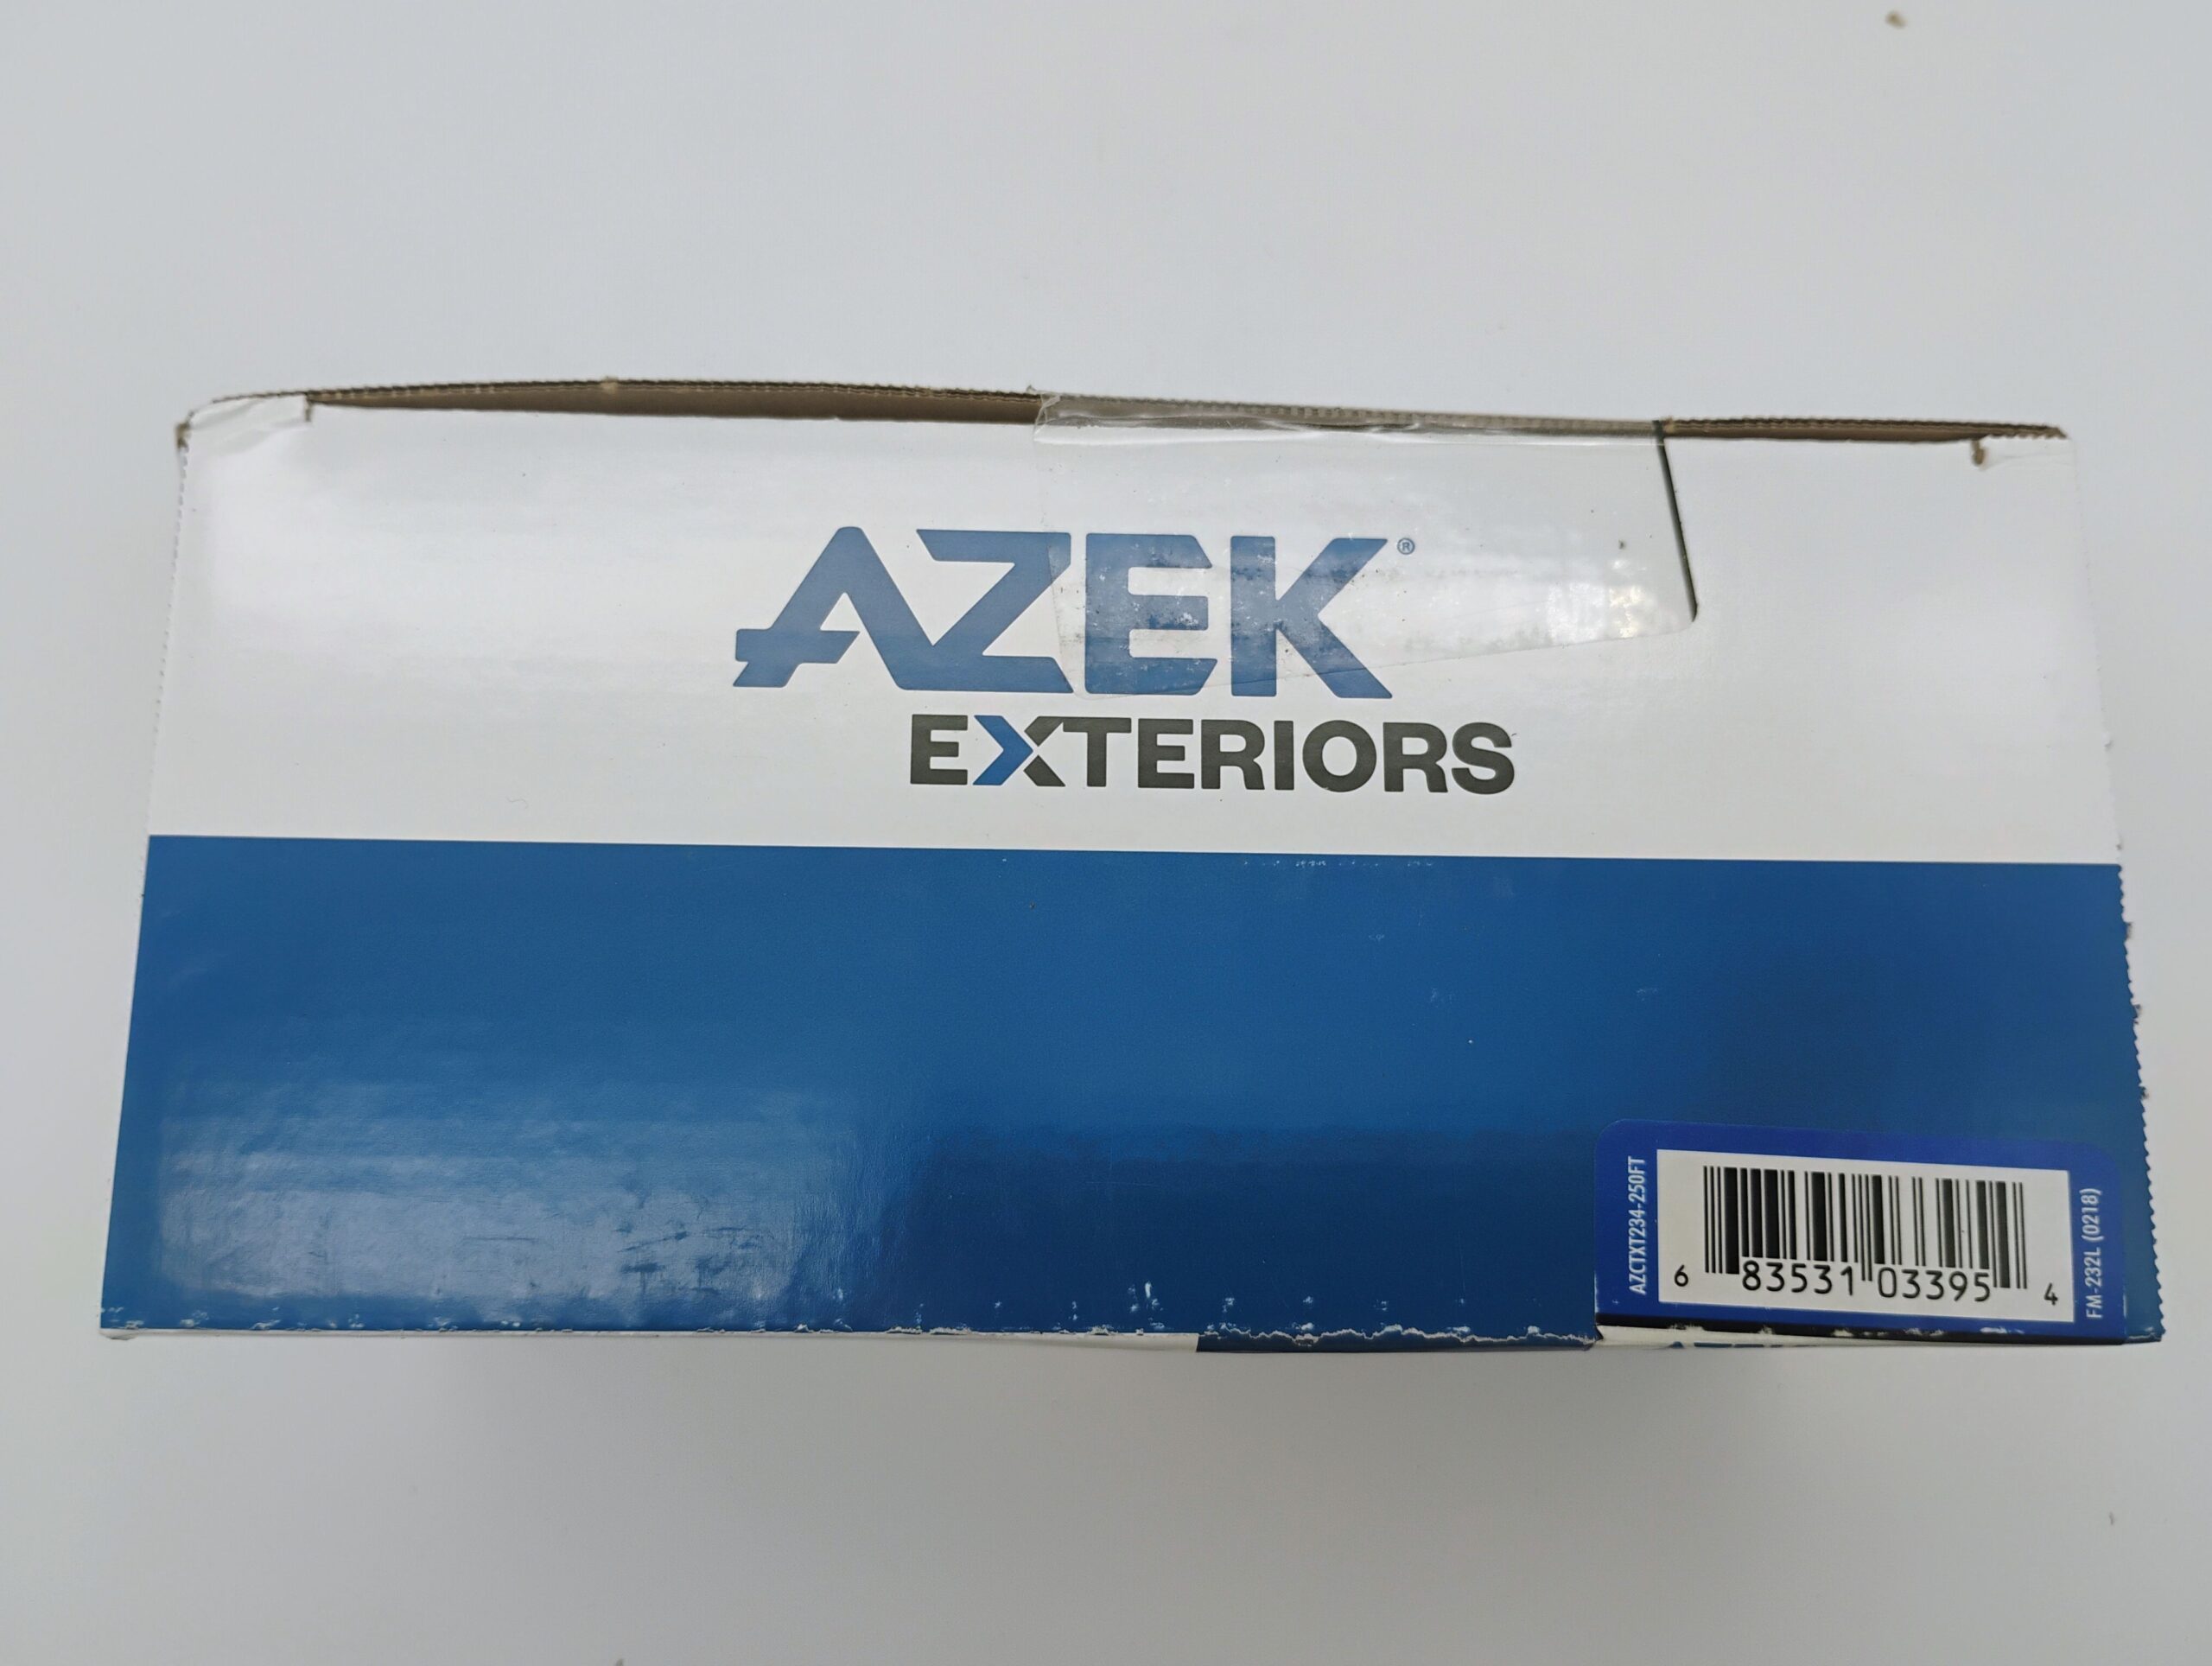 AZEK®
EXTERIORS
AZCTXT234-250FT
6 83531 03395 4
FM-232L (0218)